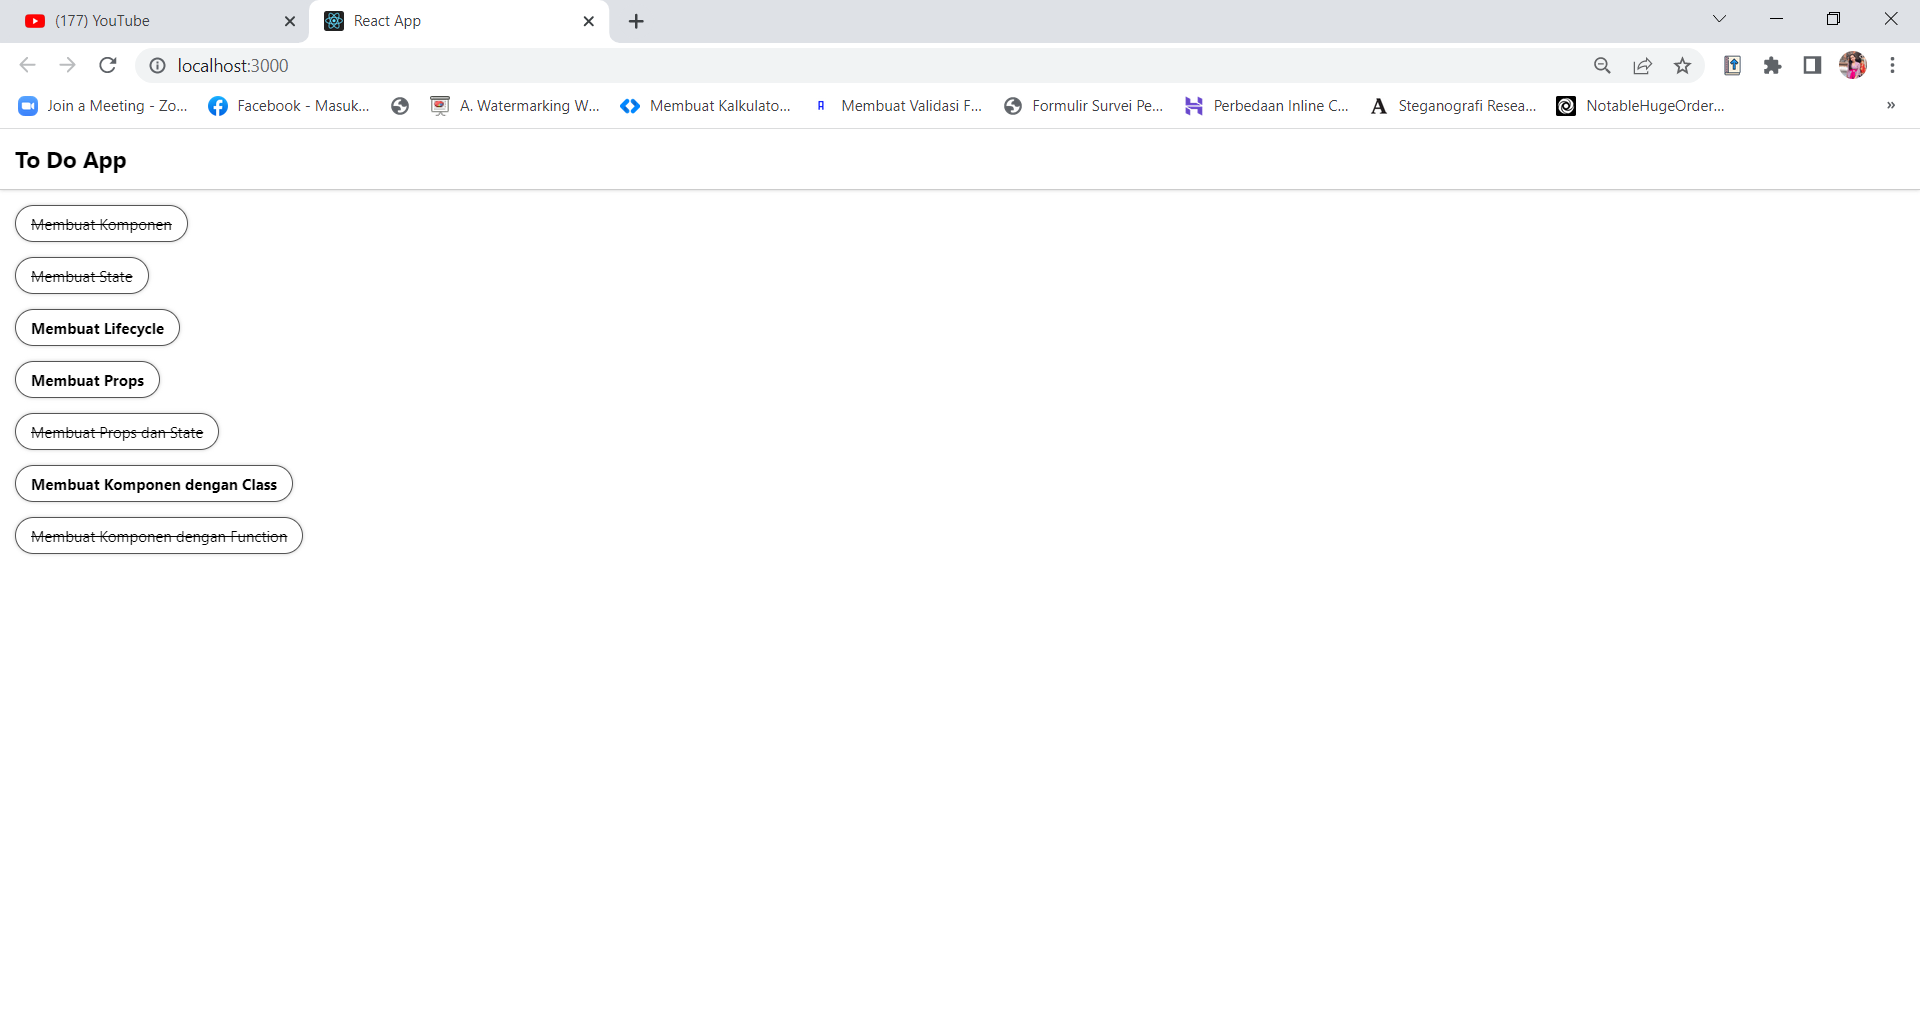 (177) YouTube
React App
localhost:3000
Join a Meeting - Zo...
Facebook - Masuk...
A. Watermarking W...
Membuat Kalkulato...
A
Membuat Validasi F...
Formulir Survei Pe...
Perbedaan Inline C...
A
Steganografi Resea...
NotableHugeOrder...
»
To Do App
Membuat Komponen
Membuat State
Membuat Lifecycle
Membuat Props
Membuat Props dan State
Membuat Komponen dengan Class
Membuat Komponen dengan Function